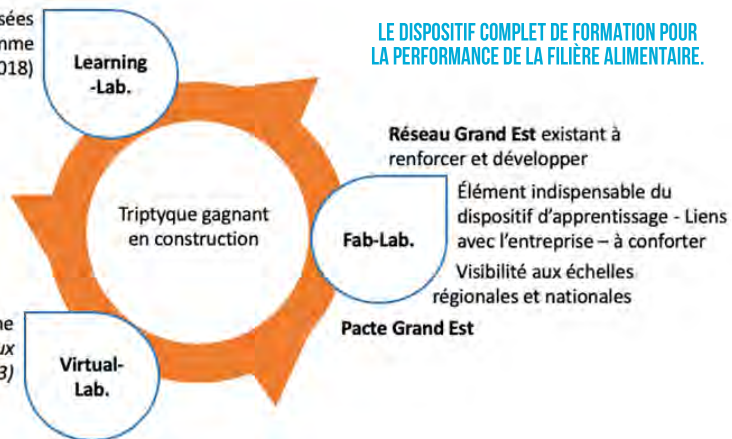 LE DISPOSITIF COMPLET DE FORMATION POUR
LA PERFORMANCE DE LA FILIÈRE ALIMENTAIRE.
Learning
-Lab.
Réseau Grand Est existant à
renforcer et développer
Élément indispensable du
dispositif d’apprentissage - Liens
avec l’entreprise – à conforter
Visibilité aux échelles
régionales et nationales
Pacte Grand Est
Fab-Lab.
Triptyque gagnant
en construction
Virtual-
Lab.